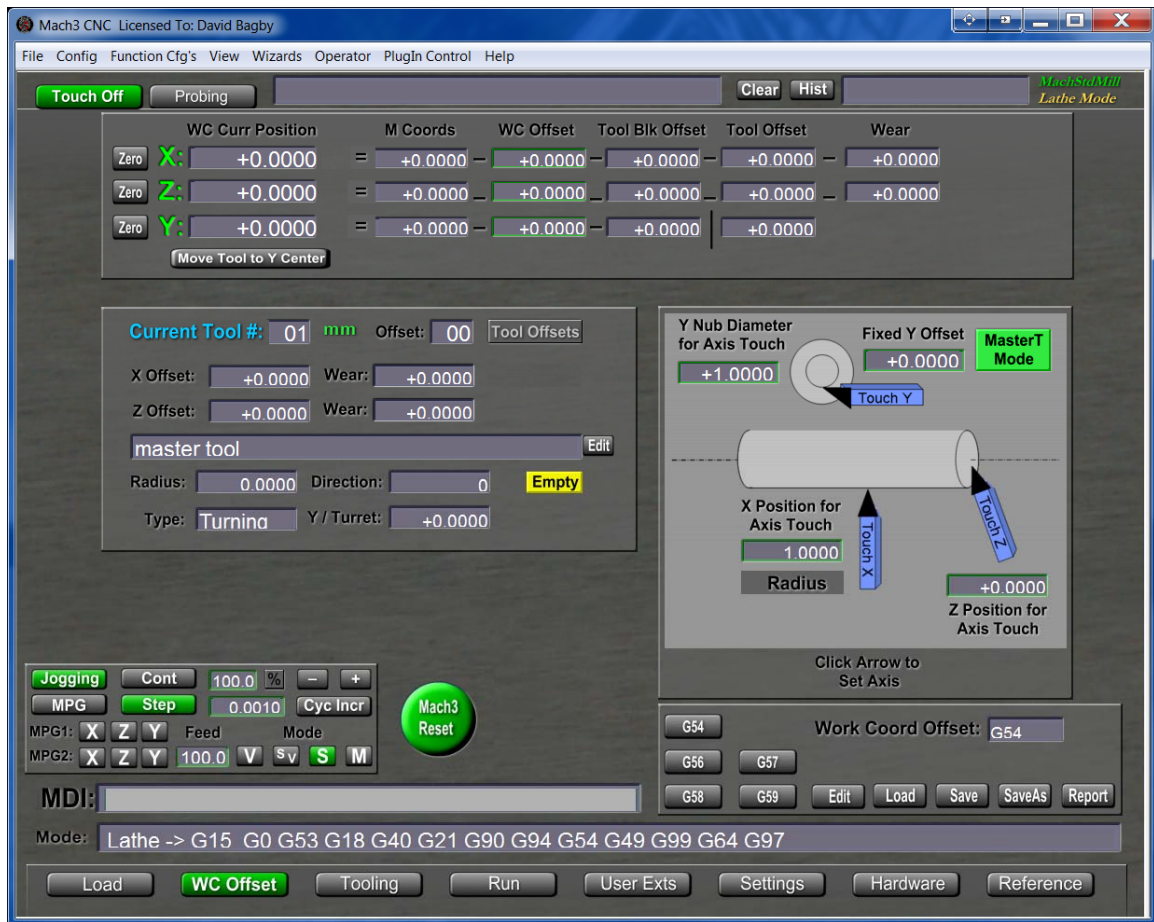 Mach3 CNC Licensed To: David Bagby
File Config Function Cfg's View Wizards Operator PlugIn Control Help
Touch Off Probing Clear Hist MachStdMill
Lathe Mode
WC Curr Position M Coords WC Offset Tool Blk Offset Tool Offset Wear
Zero X: +0.0000 = +0.0000 – +0.0000 – +0.0000 – +0.0000 – +0.0000
Zero Z: +0.0000 = +0.0000 – +0.0000 – +0.0000 – +0.0000 – +0.0000
Zero Y: +0.0000 = +0.0000 – +0.0000 – +0.0000 | +0.0000
Move Tool to Y Center
Current Tool #: 01 mm Offset: 00 Tool Offsets
X Offset: +0.0000 Wear: +0.0000
Z Offset: +0.0000 Wear: +0.0000
master tool Edit
Radius: 0.0000 Direction: 0 Empty
Type: Turning Y / Turret: +0.0000
Y Nub Diameter
for Axis Touch
+1.0000
Fixed Y Offset
+0.0000
MasterT
Mode
Touch Y
X Position for
Axis Touch
1.0000
Radius
Touch X
Touch Z
+0.0000
Z Position for
Axis Touch
Click Arrow to
Set Axis
Jogging Cont 100.0 % – +
MPG Step 0.0010 Cyc Incr
MPG1: X Z Y Feed Mode
MPG2: X Z Y 100.0 V SV S M
Mach3
Reset
G54 Work Coord Offset: G54
G56 G57
G58 G59 Edit Load Save SaveAs Report
MDI:
Mode: Lathe -> G15 G0 G53 G18 G40 G21 G90 G94 G54 G49 G99 G64 G97
Load WC Offset Tooling Run User Exts Settings Hardware Reference